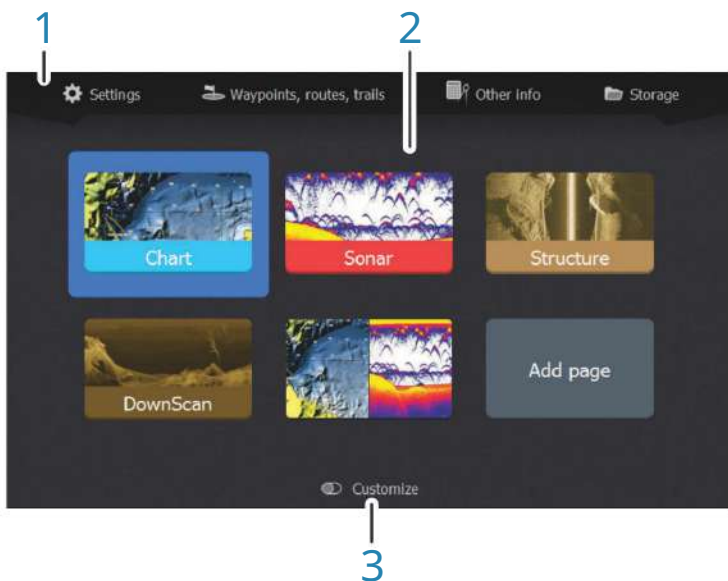 1
2
Settings
Waypoints, routes, trails
Other info
Storage
Chart
Sonar
Structure
DownScan
Add page
Customize
3